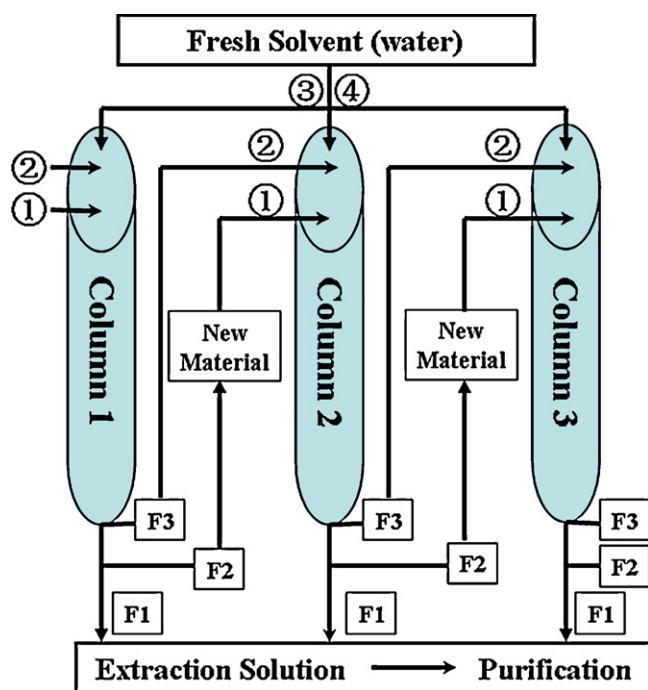 Fresh Solvent (water)
③ ④
② ② ②
① ① ①
Column 1
Column 2
Column 3
New
Material
New
Material
F3 F3 F3
F2 F2 F2
F1 F1 F1
Extraction Solution Purification